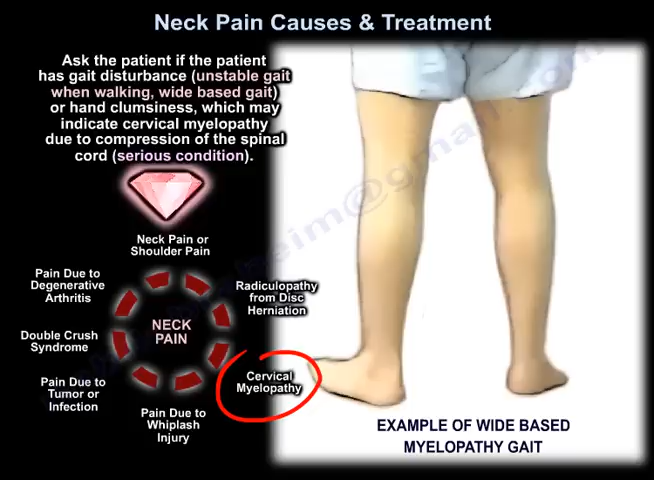 Neck Pain Causes & Treatment
Ask the patient if the patient
has gait disturbance (unstable gait
when walking, wide based gait)
or hand clumsiness, which may
indicate cervical myelopathy
due to compression of the spinal
cord (serious condition).
Neck Pain or
Shoulder Pain
Pain Due to
Degenerative
Arthritis
Radiculopathy
from Disc
Herniation
NECK
PAIN
Double Crush
Syndrome
Cervical
Myelopathy
Pain Due to
Tumor or
Infection
Pain Due to
Whiplash
Injury
EXAMPLE OF WIDE BASED
MYELOPATHY GAIT